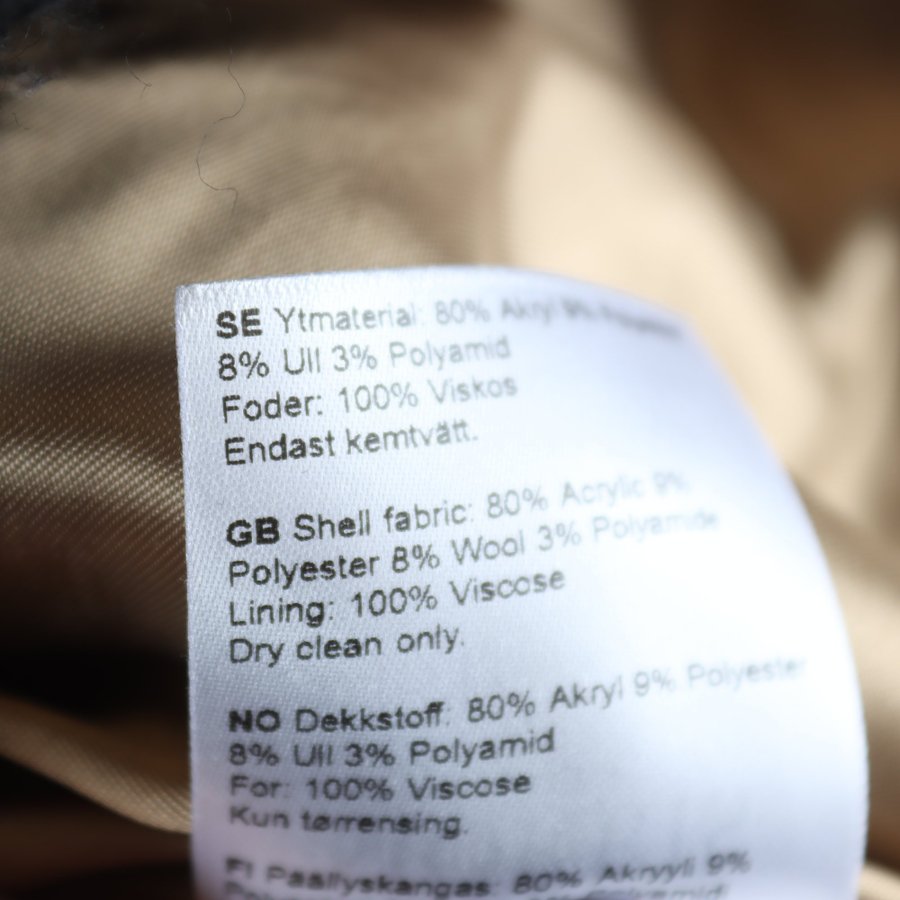 SE Ytmaterial: 80% Akryl 9% Polyester
8% Ull 3% Polyamid
Foder: 100% Viskos
Endast kemtvätt.
GB Shell fabric: 80% Acrylic 9%
Polyester 8% Wool 3% Polyamide
Lining: 100% Viscose
Dry clean only.
NO Dekkstoff: 80% Akryl 9% Polyester
8% Ull 3% Polyamid
For: 100% Viscose
Kun tørrensing.
FI Päällyskangas: 80% Akryyli 9%